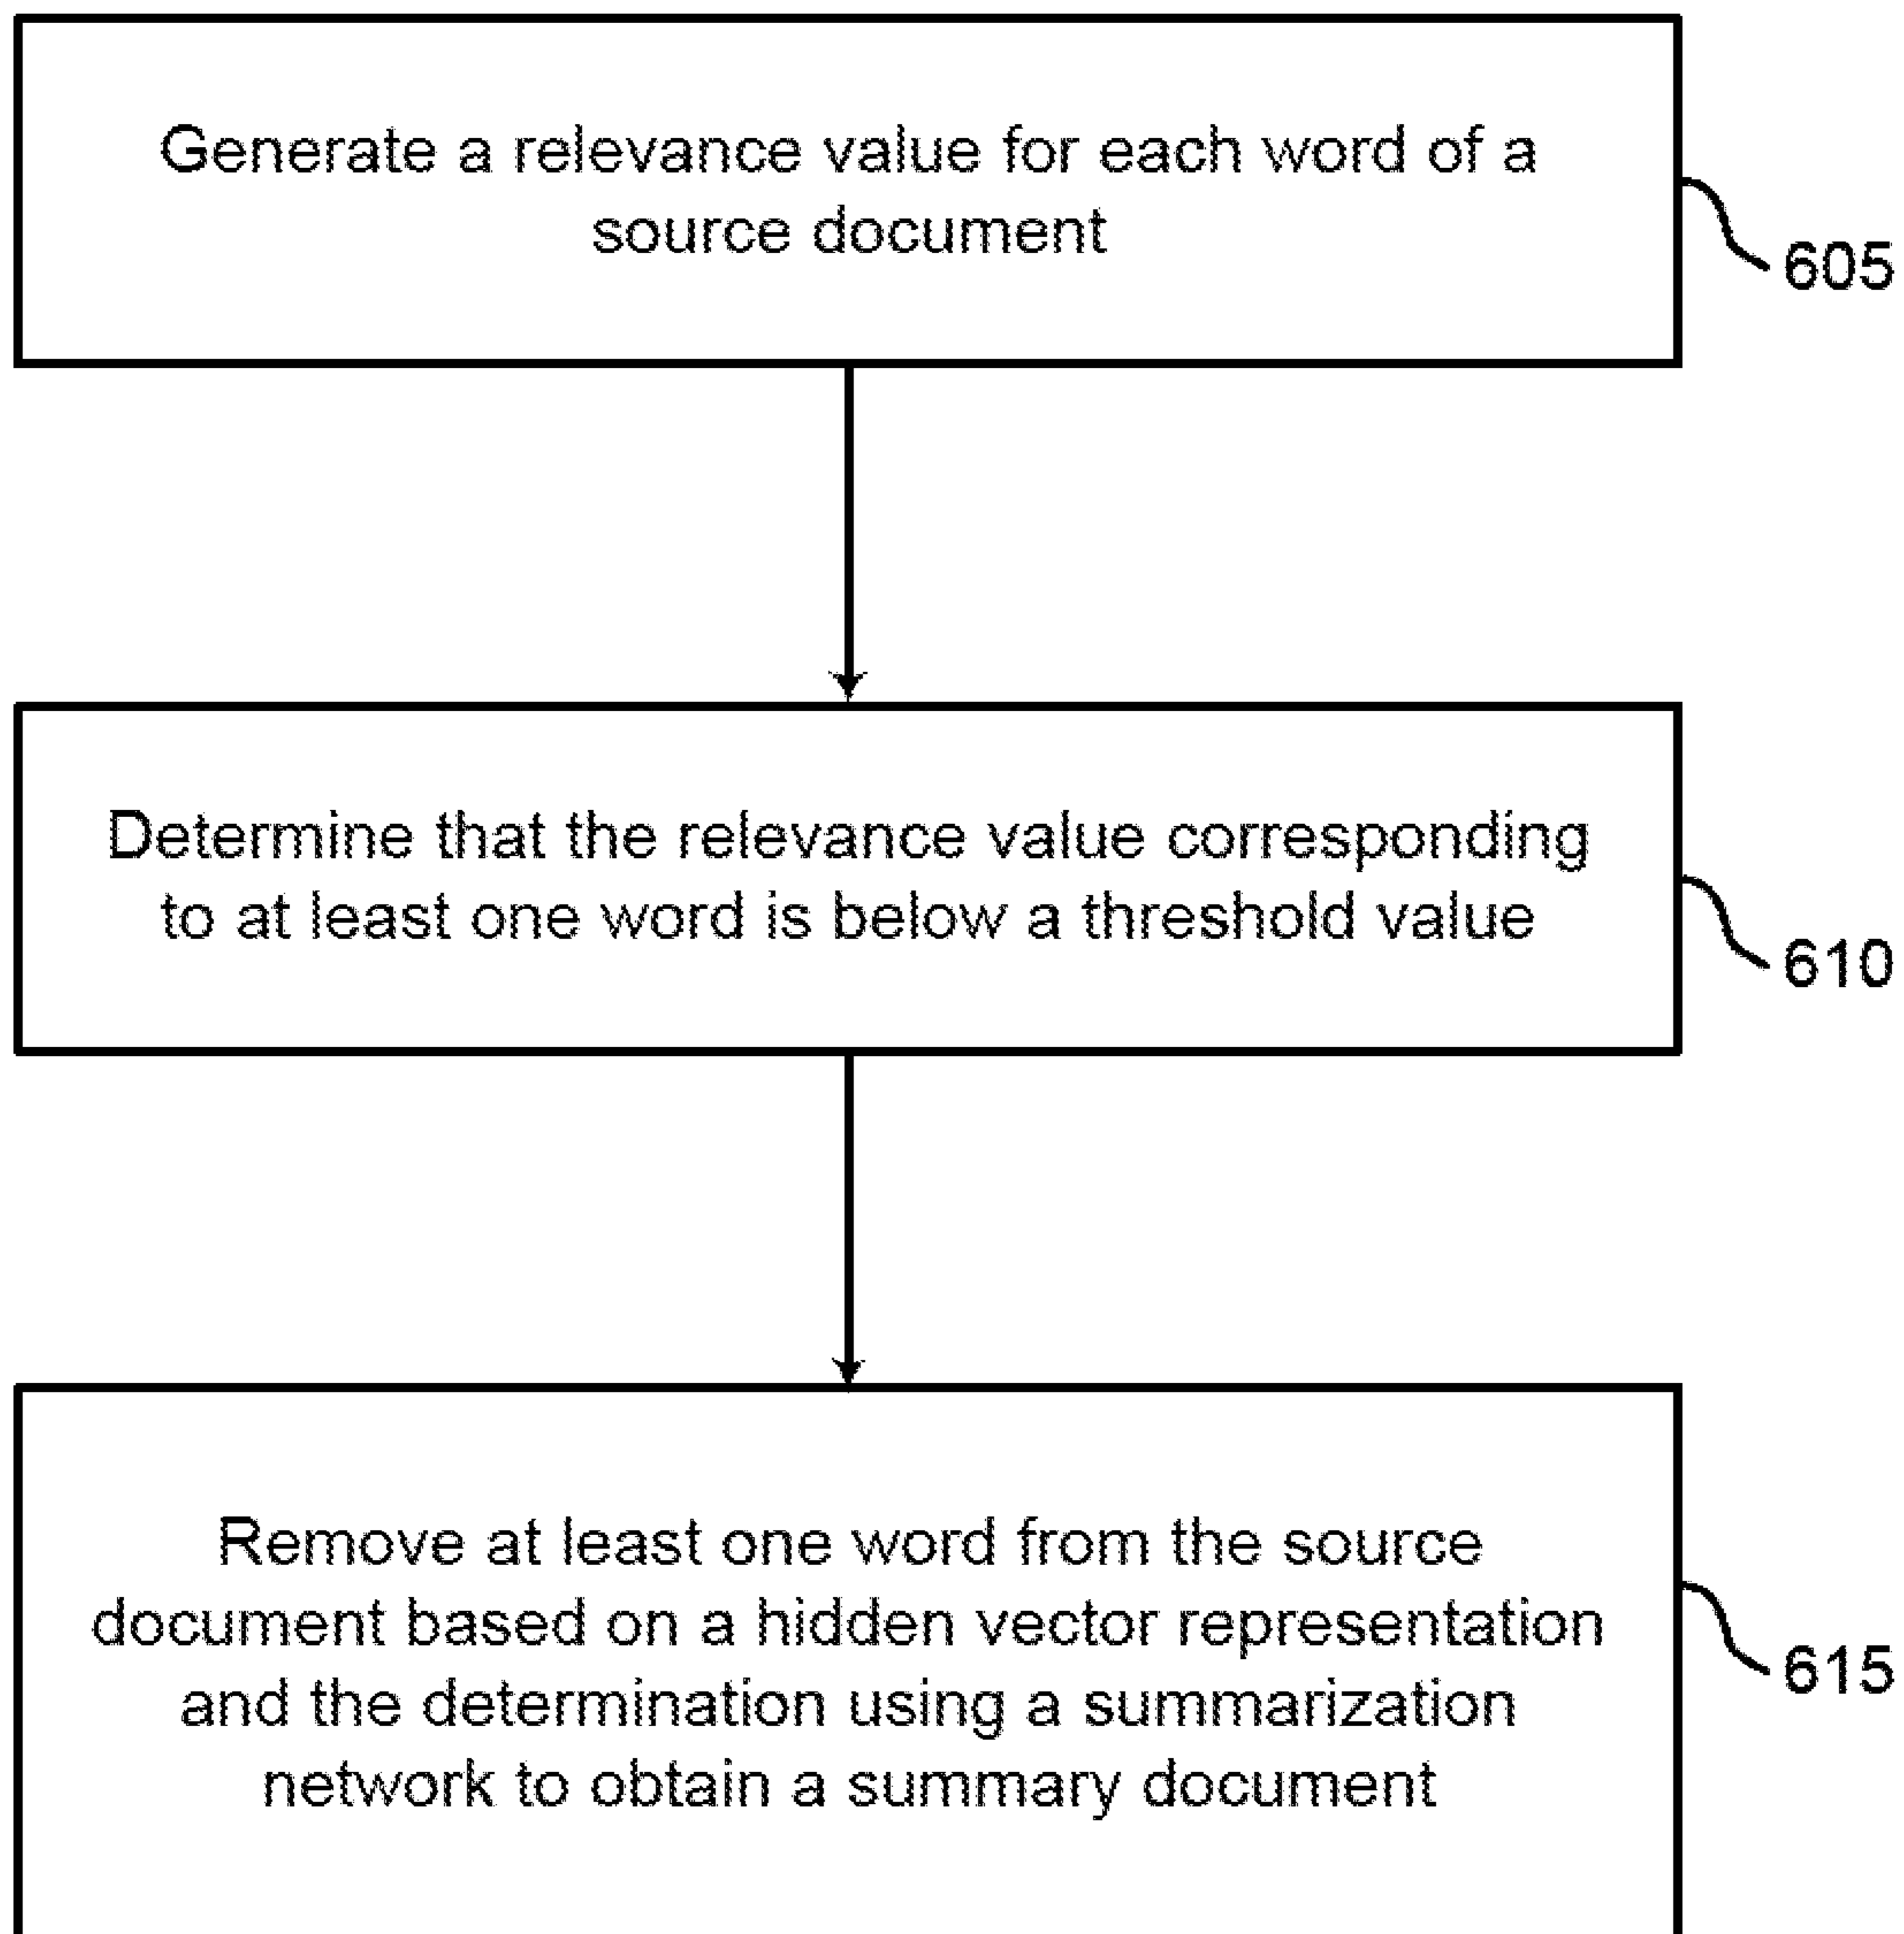 Generate a relevance value for each word of a
source document
605
Determine that the relevance value corresponding
to at least one word is below a threshold value
610
Remove at least one word from the source
document based on a hidden vector representation
and the determination using a summarization
network to obtain a summary document
615